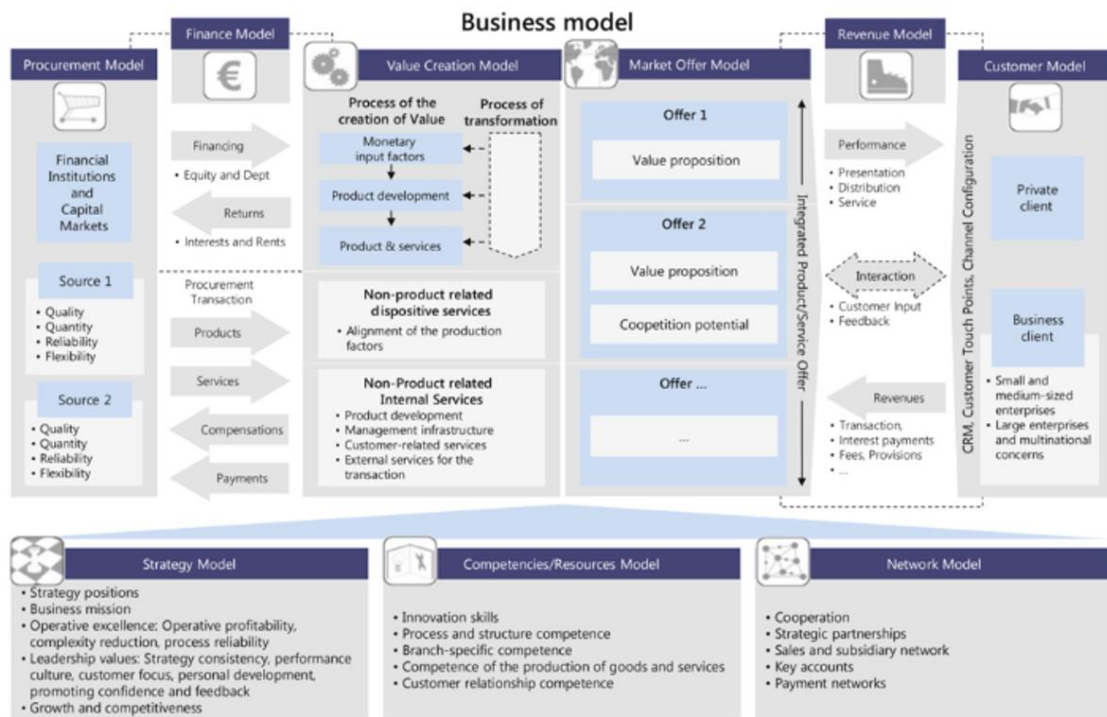 Business model
Finance Model
Revenue Model
Procurement Model
Value Creation Model
Market Offer Model
Customer Model
Financial
Institutions
and
Capital
Markets
Source 1
• Quality
• Quantity
• Reliability
• Flexibility
Source 2
• Quality
• Quantity
• Reliability
• Flexibility
€
Financing
• Equity and Dept
Returns
• Interests and Rents
Procurement
Transaction
Products
Services
Compensations
Payments
Process of the
creation of Value
Process of
transformation
Monetary
input factors
Product development
Product & services
Non-product related
dispositive services
• Alignment of the production
factors
Non-Product related
Internal Services
• Product development
• Management infrastructure
• Customer-related services
• External services for the
transaction
Offer 1
Value proposition
Offer 2
Value proposition
Coopetition potential
Offer ...
...
Integrated Product/Service Offer
Performance
• Presentation
• Distribution
• Service
Interaction
• Customer Input
• Feedback
Revenues
• Transaction,
Interest payments
• Fees, Provisions
• ...
CRM, Customer Touch Points, Channel Configuration
Private
client
Business
client
• Small and
medium-sized
enterprises
• Large enterprises
and multinational
concerns
Strategy Model
• Strategy positions
• Business mission
• Operative excellence: Operative profitability,
complexity reduction, process reliability
• Leadership values: Strategy consistency, performance
culture, customer focus, personal development,
promoting confidence and feedback
• Growth and competitiveness
Competencies/Resources Model
• Innovation skills
• Process and structure competence
• Branch-specific competence
• Competence of the production of goods and services
• Customer relationship competence
Network Model
• Cooperation
• Strategic partnerships
• Sales and subsidiary network
• Key accounts
• Payment networks